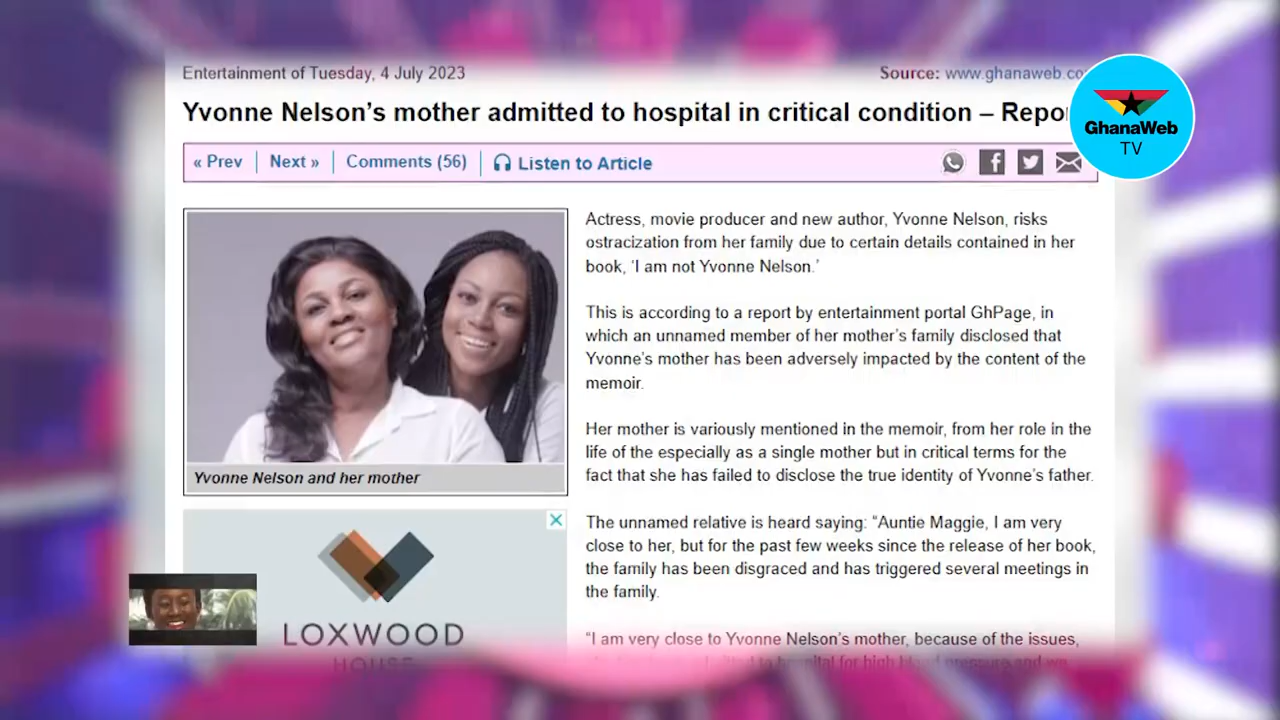 Entertainment of Tuesday, 4 July 2023
Source: www.ghanaweb.co
Yvonne Nelson's mother admitted to hospital in critical condition – Repo
GhanaWeb
TV
« Prev
Next »
Comments (56)
Listen to Article
Yvonne Nelson and her mother
LOXWOOD
HOUSE
Actress, movie producer and new author, Yvonne Nelson, risks
ostracization from her family due to certain details contained in her
book, 'I am not Yvonne Nelson.'
This is according to a report by entertainment portal GhPage, in
which an unnamed member of her mother's family disclosed that
Yvonne's mother has been adversely impacted by the content of the
memoir.
Her mother is variously mentioned in the memoir, from her role in the
life of the especially as a single mother but in critical terms for the
fact that she has failed to disclose the true identity of Yvonne's father.
The unnamed relative is heard saying: “Auntie Maggie, I am very
close to her, but for the past few weeks since the release of her book,
the family has been disgraced and has triggered several meetings in
the family.
“I am very close to Yvonne Nelson's mother, because of the issues,
to hospital for high blood pressure and we